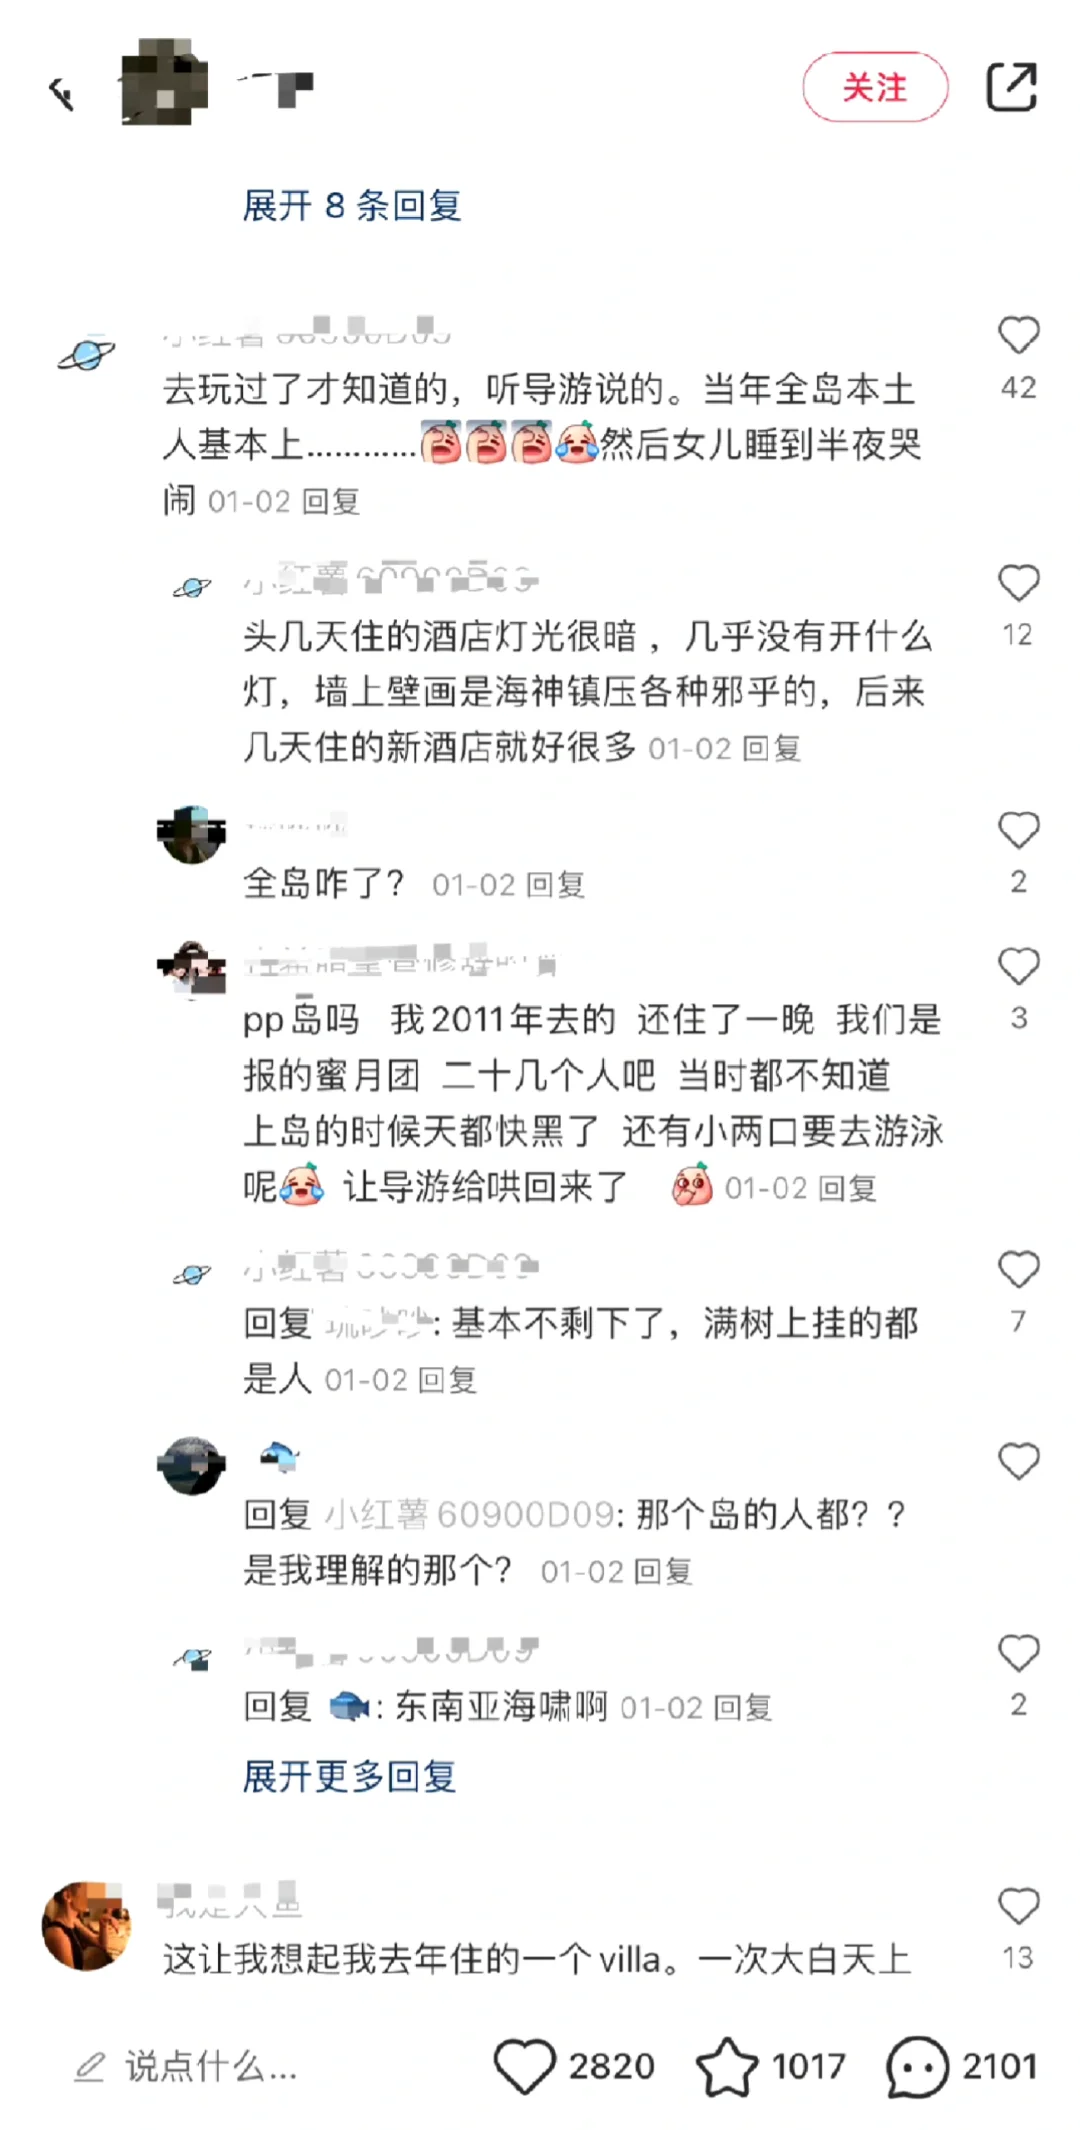 关注
展开 8 条回复
42
去玩过了才知道的，听导游说的。当年全岛本土
人基本上…………然后女儿睡到半夜哭
闹 01-02 回复
12
头几天住的酒店灯光很暗，几乎没有开什么
灯，墙上壁画是海神镇压各种邪乎的，后来
几天住的新酒店就好很多 01-02 回复
全岛咋了？ 01-02 回复
2
pp岛吗 我2011年去的 还住了一晚 我们是
3
报的蜜月团 二十几个人吧 当时都不知道
上岛的时候天都快黑了 还有小两口要去游泳
呢 让导游给哄回来了 01-02 回复
回复 : 基本不剩下了，满树上挂的都
7
是人 01-02 回复
回复 小红薯60900D09: 那个岛的人都？？
是我理解的那个？ 01-02 回复
回复 : 东南亚海啸啊 01-02 回复
2
展开更多回复
这让我想起我去年住的一个villa。一次大白天上
13
说点什么... 2820 1017 2101